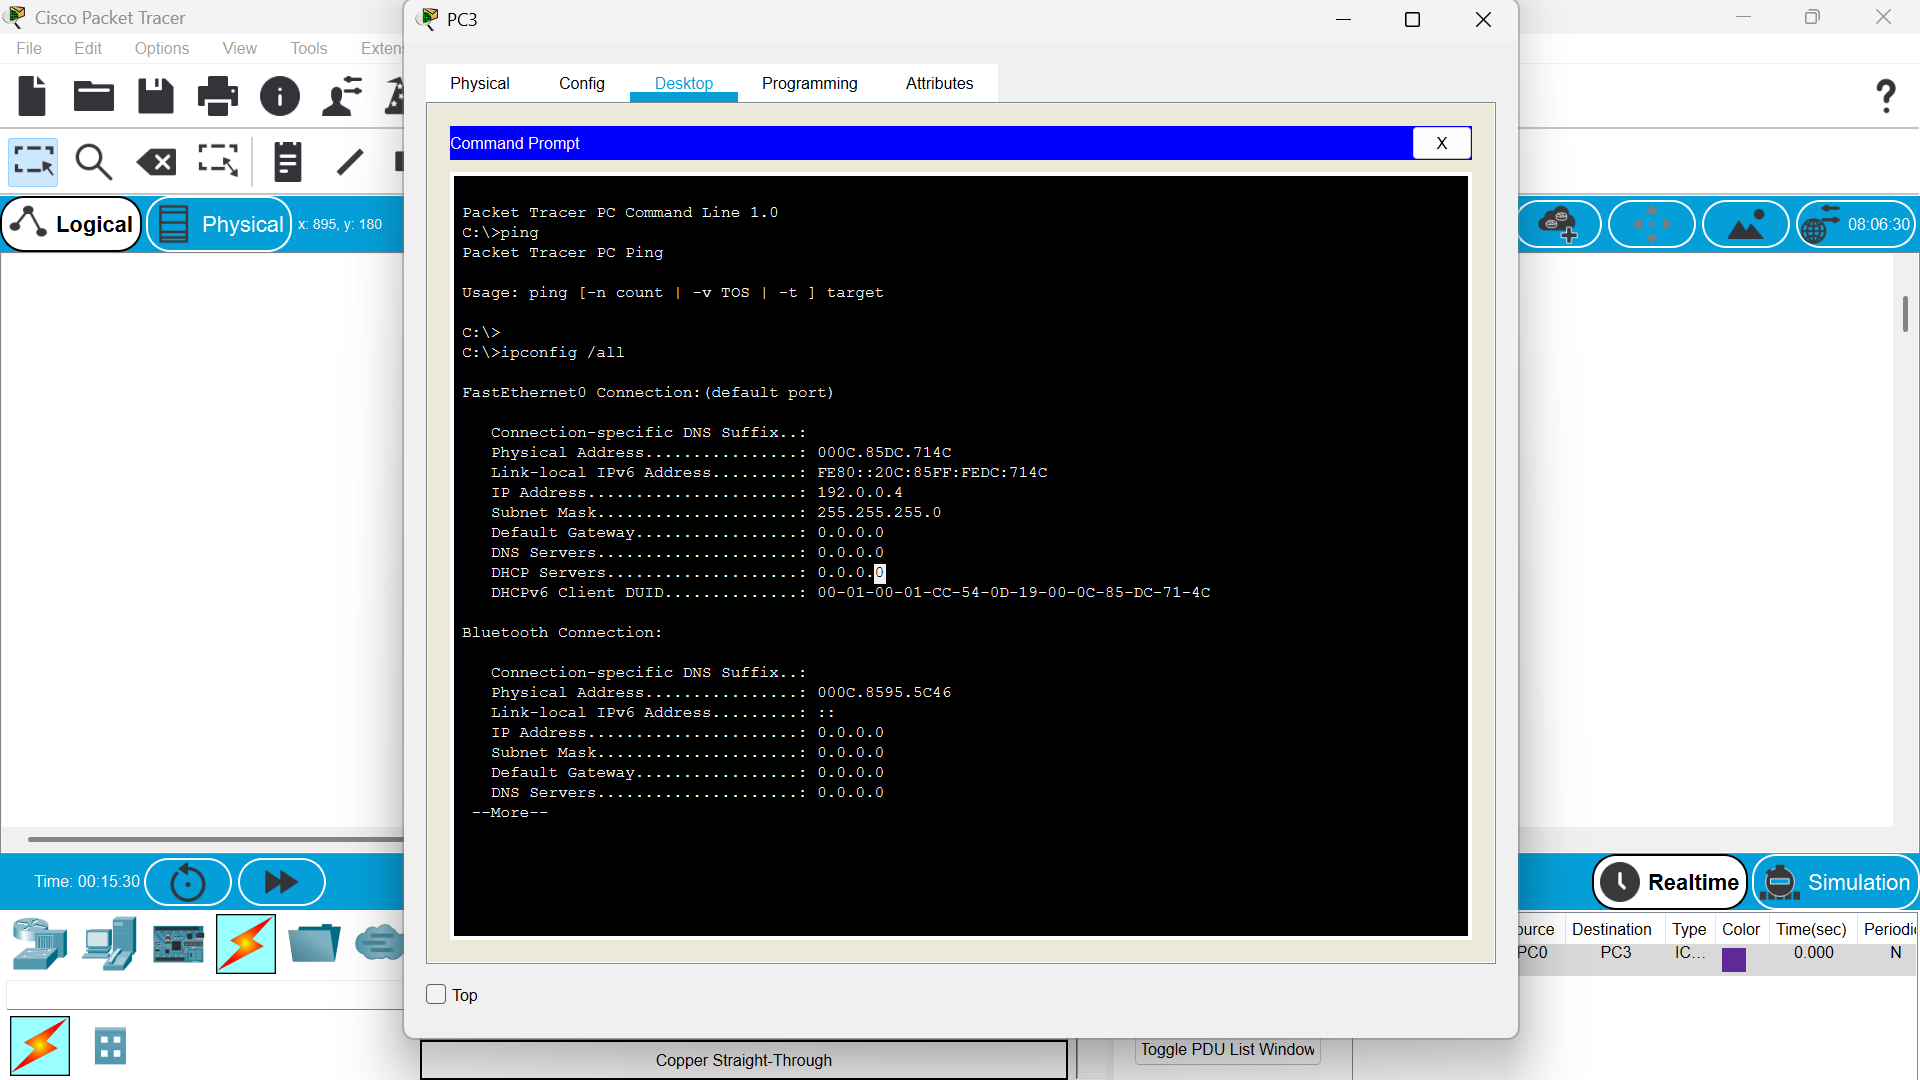 Cisco Packet Tracer
File Edit Options View Tools
Logical Physical x: 895, y: 180
PC3
Physical Config Desktop Programming Attributes
Command Prompt X
Packet Tracer PC Command Line 1.0
C:\>ping
Packet Tracer PC Ping
Usage: ping [-n count | -v TOS | -t ] target
C:\>
C:\>ipconfig /all
FastEthernet0 Connection:(default port)
Connection-specific DNS Suffix..:
Physical Address................: 000C.85DC.714C
Link-local IPv6 Address.........: FE80::20C:85FF:FEDC:714C
IP Address......................: 192.0.0.4
Subnet Mask.....................: 255.255.255.0
Default Gateway.................: 0.0.0.0
DNS Servers.....................: 0.0.0.0
DHCP Servers....................: 0.0.0.0
DHCPv6 Client DUID..............: 00-01-00-01-CC-54-0D-19-00-0C-85-DC-71-4C
Bluetooth Connection:
Connection-specific DNS Suffix..:
Physical Address................: 000C.8595.5C46
Link-local IPv6 Address.........: ::
IP Address......................: 0.0.0.0
Subnet Mask.....................: 0.0.0.0
Default Gateway.................: 0.0.0.0
DNS Servers.....................: 0.0.0.0
--More--
Top
08:06:30
Time: 00:15:30
Realtime Simulation
Destination Type Color Time(sec)
PC0 PC3 IC... 0.000 N
Copper Straight-Through
Toggle PDU List Window